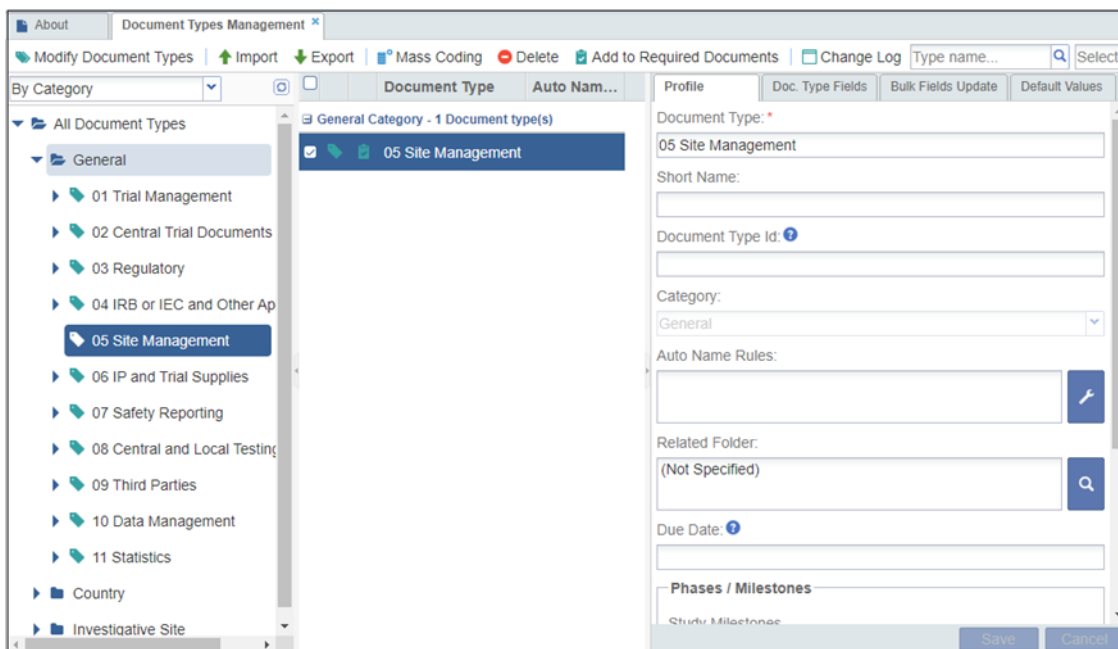 About
Document Types Management ×
Modify Document Types Import Export Mass Coding Delete Add to Required Documents Change Log Type name... Select
By Category
All Document Types
General
01 Trial Management
02 Central Trial Documents
03 Regulatory
04 IRB or IEC and Other Ap
05 Site Management
06 IP and Trial Supplies
07 Safety Reporting
08 Central and Local Testing
09 Third Parties
10 Data Management
11 Statistics
Country
Investigative Site
Document Type Auto Nam...
General Category - 1 Document type(s)
05 Site Management
Profile Doc. Type Fields Bulk Fields Update Default Values
Document Type: *
05 Site Management
Short Name:
Document Type Id: ?
Category:
General
Auto Name Rules:
Related Folder:
(Not Specified)
Due Date: ?
Phases / Milestones
Study Milestones
Save Cancel